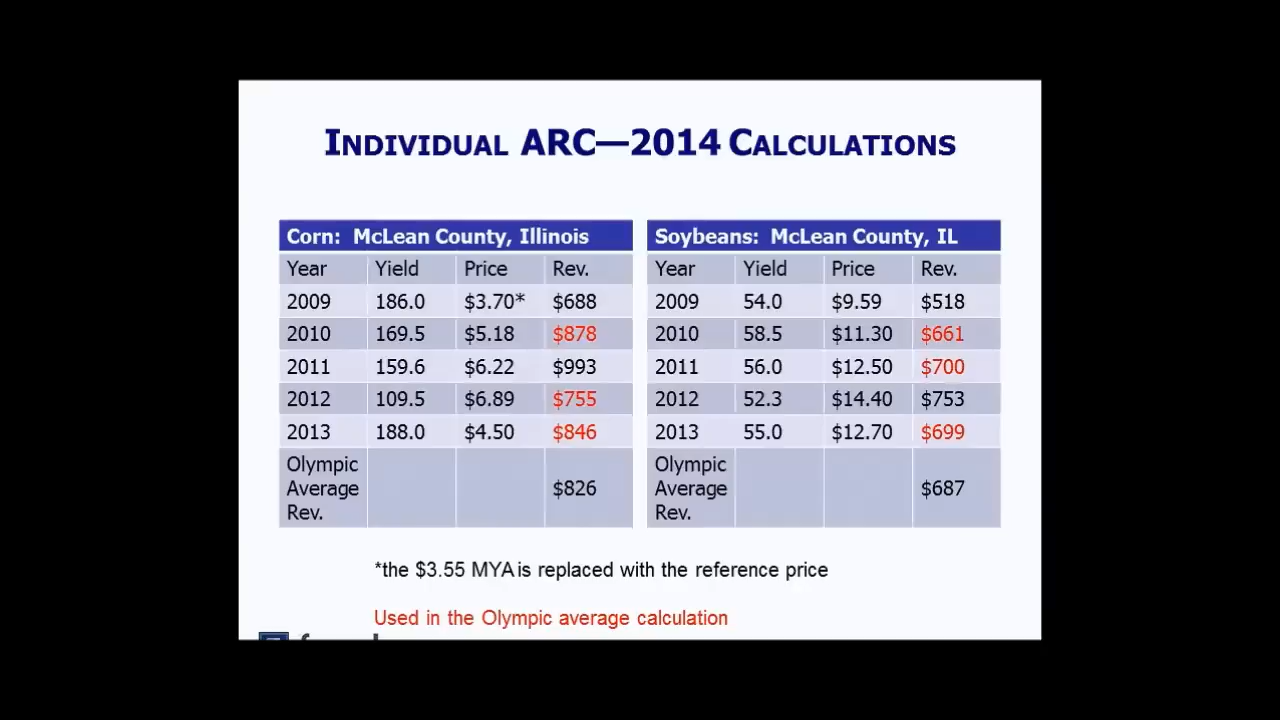 INDIVIDUAL ARC—2014 CALCULATIONS
Corn: McLean County, Illinois
Year Yield Price Rev.
2009 186.0 $3.70* $688
2010 169.5 $5.18 $878
2011 159.6 $6.22 $993
2012 109.5 $6.89 $755
2013 188.0 $4.50 $846
Olympic
Average
Rev.
$826
Soybeans: McLean County, IL
Year Yield Price Rev.
2009 54.0 $9.59 $518
2010 58.5 $11.30 $661
2011 56.0 $12.50 $700
2012 52.3 $14.40 $753
2013 55.0 $12.70 $699
Olympic
Average
Rev.
$687
*the $3.55 MYA is replaced with the reference price
Used in the Olympic average calculation